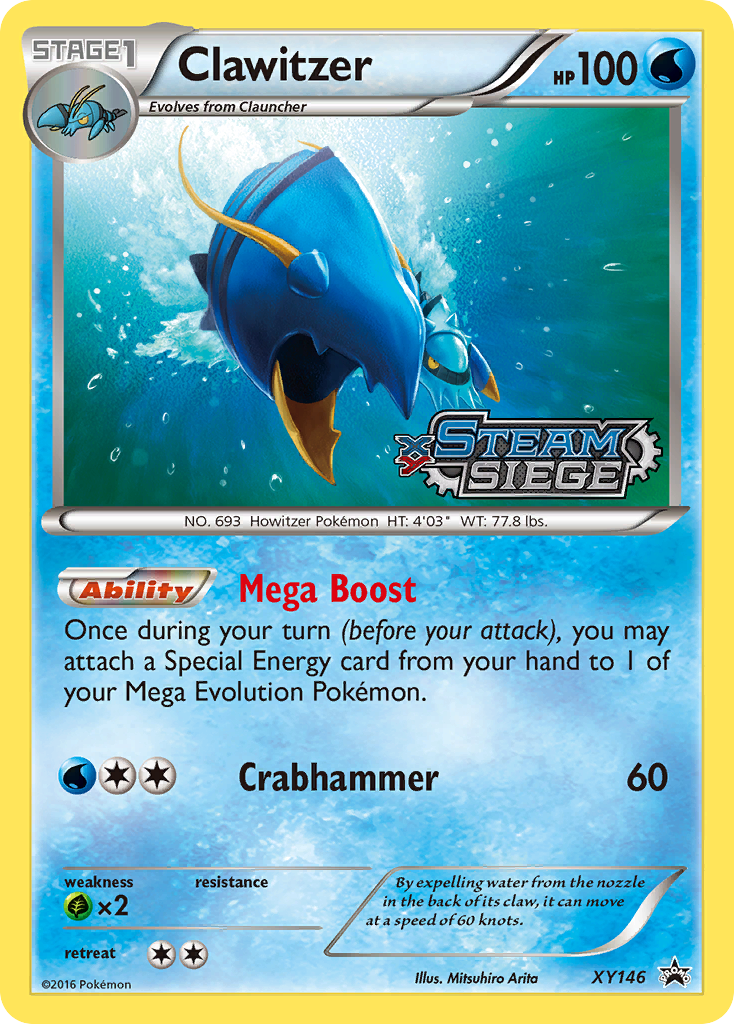 STAGE1
Clawitzer
HP100
Evolves from Clauncher
XY
STEAM
SIEGE
NO. 693 Howitzer Pokémon HT: 4'03" WT: 77.8 lbs.
Ability Mega Boost
Once during your turn (before your attack), you may
attach a Special Energy card from your hand to 1 of
your Mega Evolution Pokémon.
Crabhammer 60
weakness resistance
×2
retreat
By expelling water from the nozzle
in the back of its claw, it can move
at a speed of 60 knots.
©2016 Pokémon
Illus. Mitsuhiro Arita
XY146
PROMO